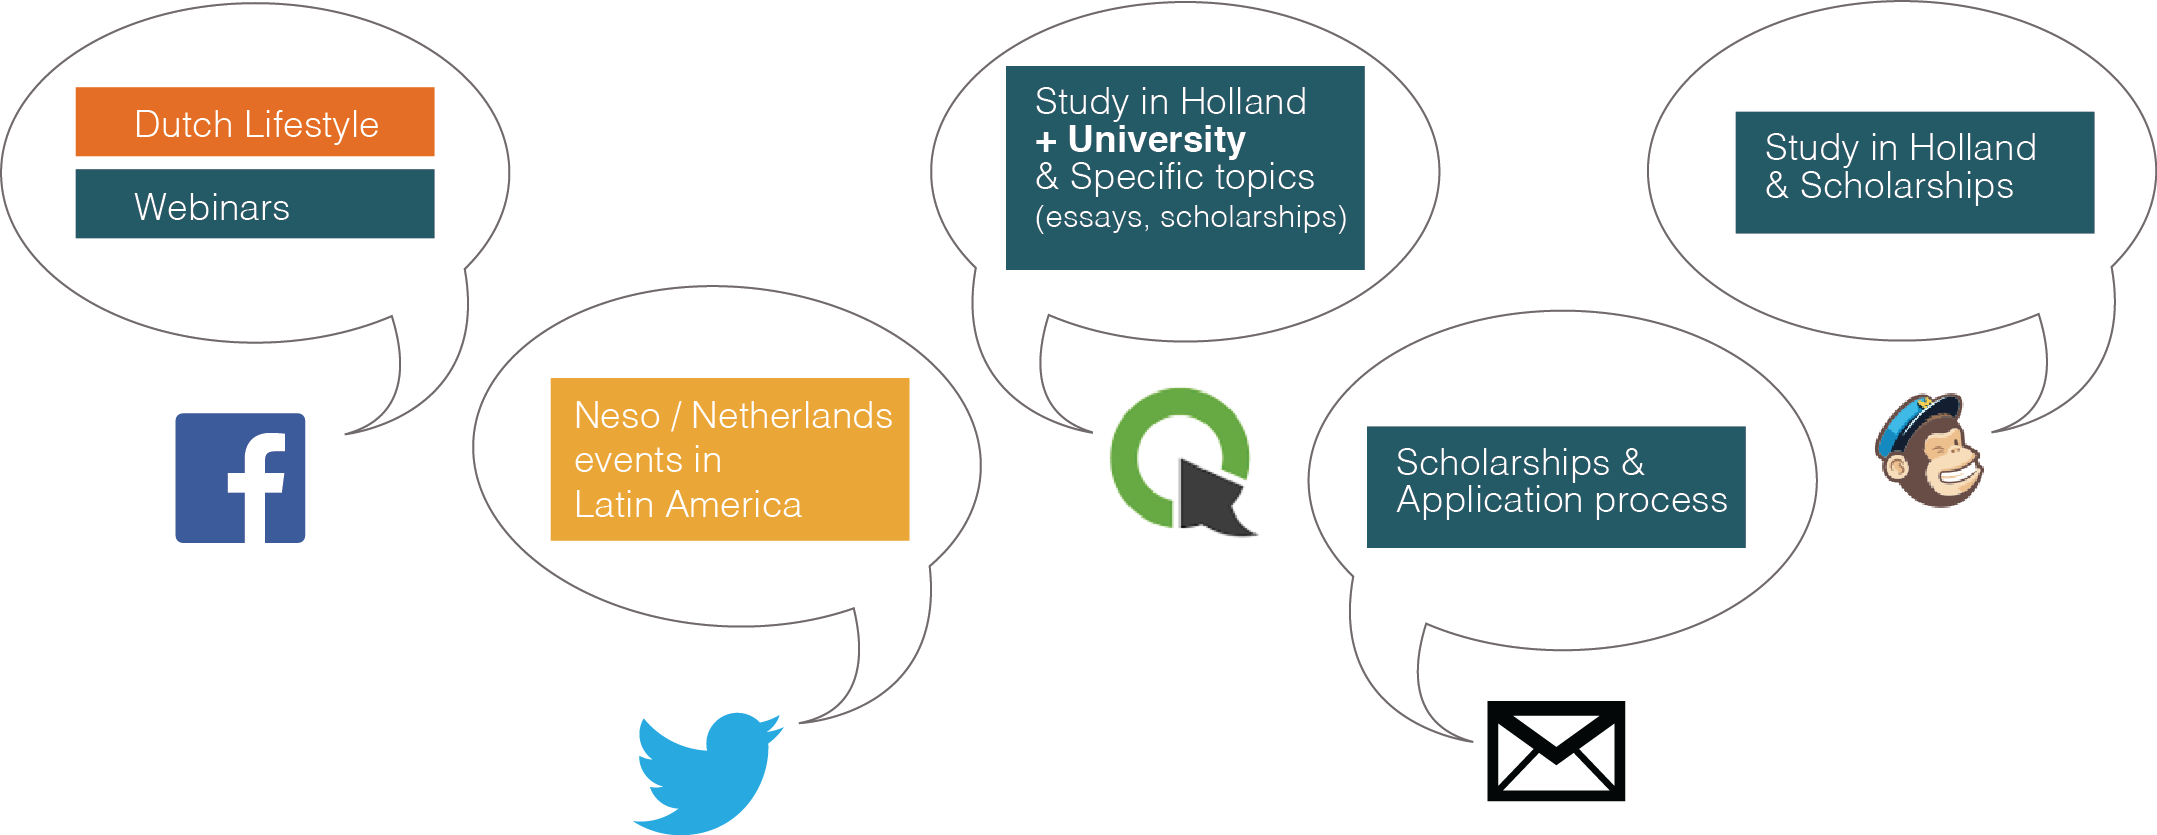 Dutch Lifestyle
Webinars
Neso / Netherlands
events in
Latin America
Study in Holland
+ University
& Specific topics
(essays, scholarships)
Scholarships &
Application process
Study in Holland
& Scholarships